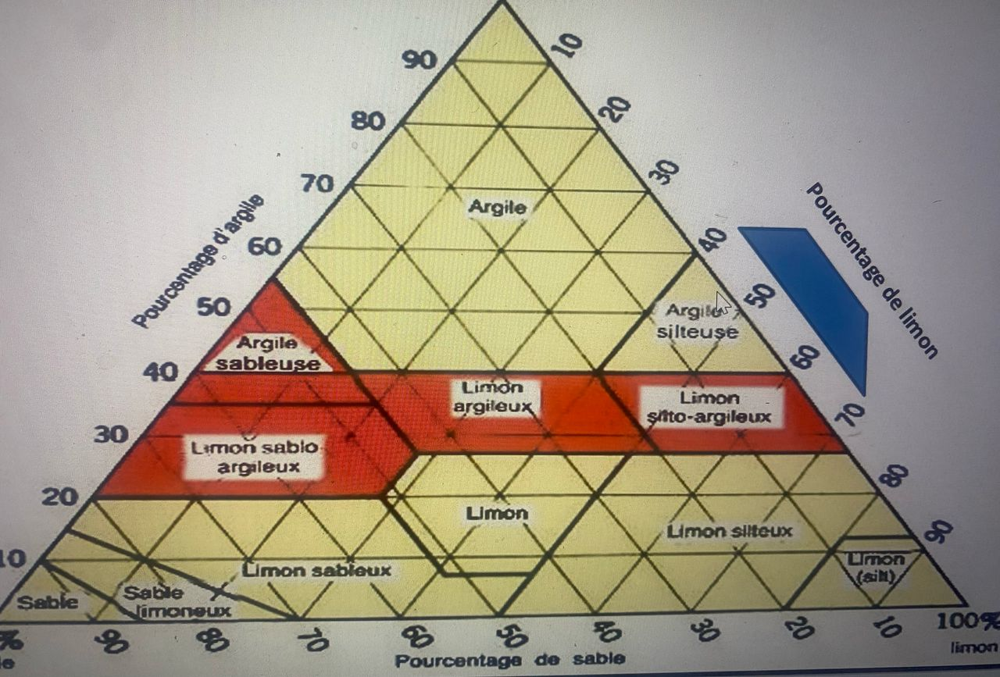 90
10
80
20
70
30
Argile
60
40
Pourcentage d'argile
Pourcentage de limon
50
50
Argile
silteuse
Argile
sableuse
40
60
Limon
argileux
Limon
silto-argileux
30
70
Limon sablo
argileux
20
80
Limon
Limon silteux
90
10
Limon sableux
Limon
(silt)
Sable
Sable
limoneux
%
90
80
70
60
50
40
30
20
10
100%
Pourcentage de sable
limon